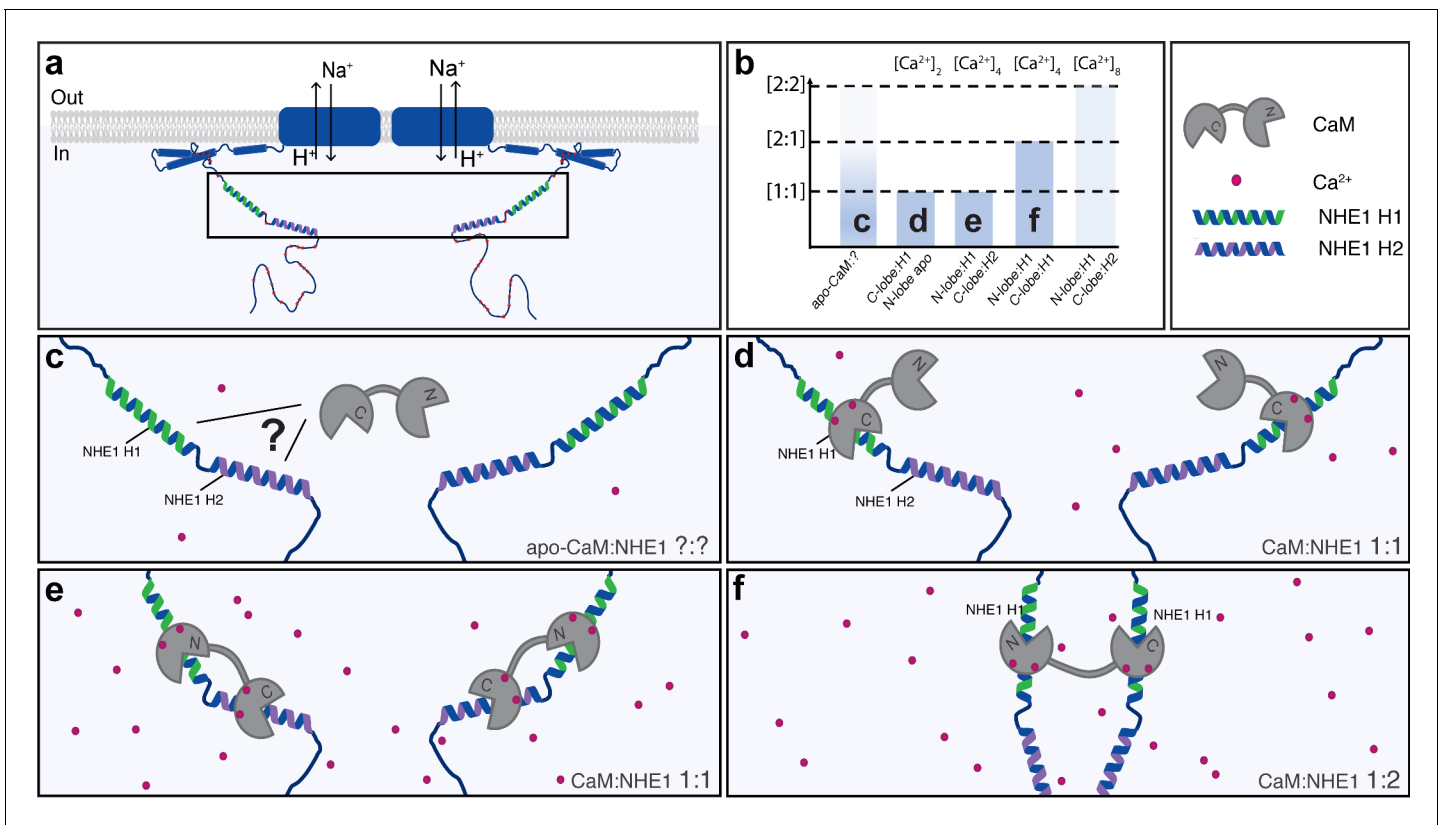 a
Na⁺
Na⁺
Out
In
H⁺
H⁺
b
[Ca²⁺]₂
[Ca²⁺]₄
[Ca²⁺]₄
[Ca²⁺]₈
[2:2]
[2:1]
[1:1]
c
d
e
f
apo-CaM:?
C-lobe:H1
N-lobe apo
N-lobe:H1
C-lobe:H2
N-lobe:H1
C-lobe:H1
N-lobe:H1
C-lobe:H2
C
N
CaM
Ca²⁺
NHE1 H1
NHE1 H2
c
C
N
?
NHE1 H1
NHE1 H2
apo-CaM:NHE1 ?:?
d
N
C
N
C
NHE1 H1
NHE1 H2
CaM:NHE1 1:1
e
N
C
N
C
CaM:NHE1 1:1
f
NHE1 H1
NHE1 H1
N
C
CaM:NHE1 1:2